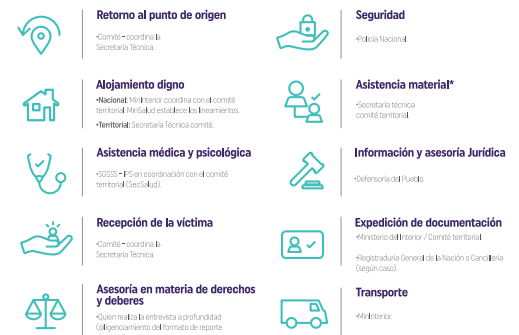 Retorno al punto de origen
•Comité - coordina la
Secretaría Técnica.
Alojamiento digno
•Nacional: MinInterior coordina con el comité
territorial. MinSalud establece los lineamientos.
•Territorial: Secretaría Técnica comité.
Asistencia médica y psicológica
•SGSSS - IPS en coordinación con el comité
territorial (SecSalud).
Recepción de la víctima
•Comité - coordina la
Secretaría Técnica.
Asesoría en materia de derechos
y deberes
•Quien realiza la entrevista a profundidad
(diligenciamiento del formato de reporte
Seguridad
•Policía Nacional.
Asistencia material*
•Secretaría técnica
comité territorial.
Información y asesoría Jurídica
•Defensoría del Pueblo.
Expedición de documentación
•Ministerio del Interior / Comité territorial.
•Registraduría General de la Nación o Cancillería
(según caso).
Transporte
•MinInterior.